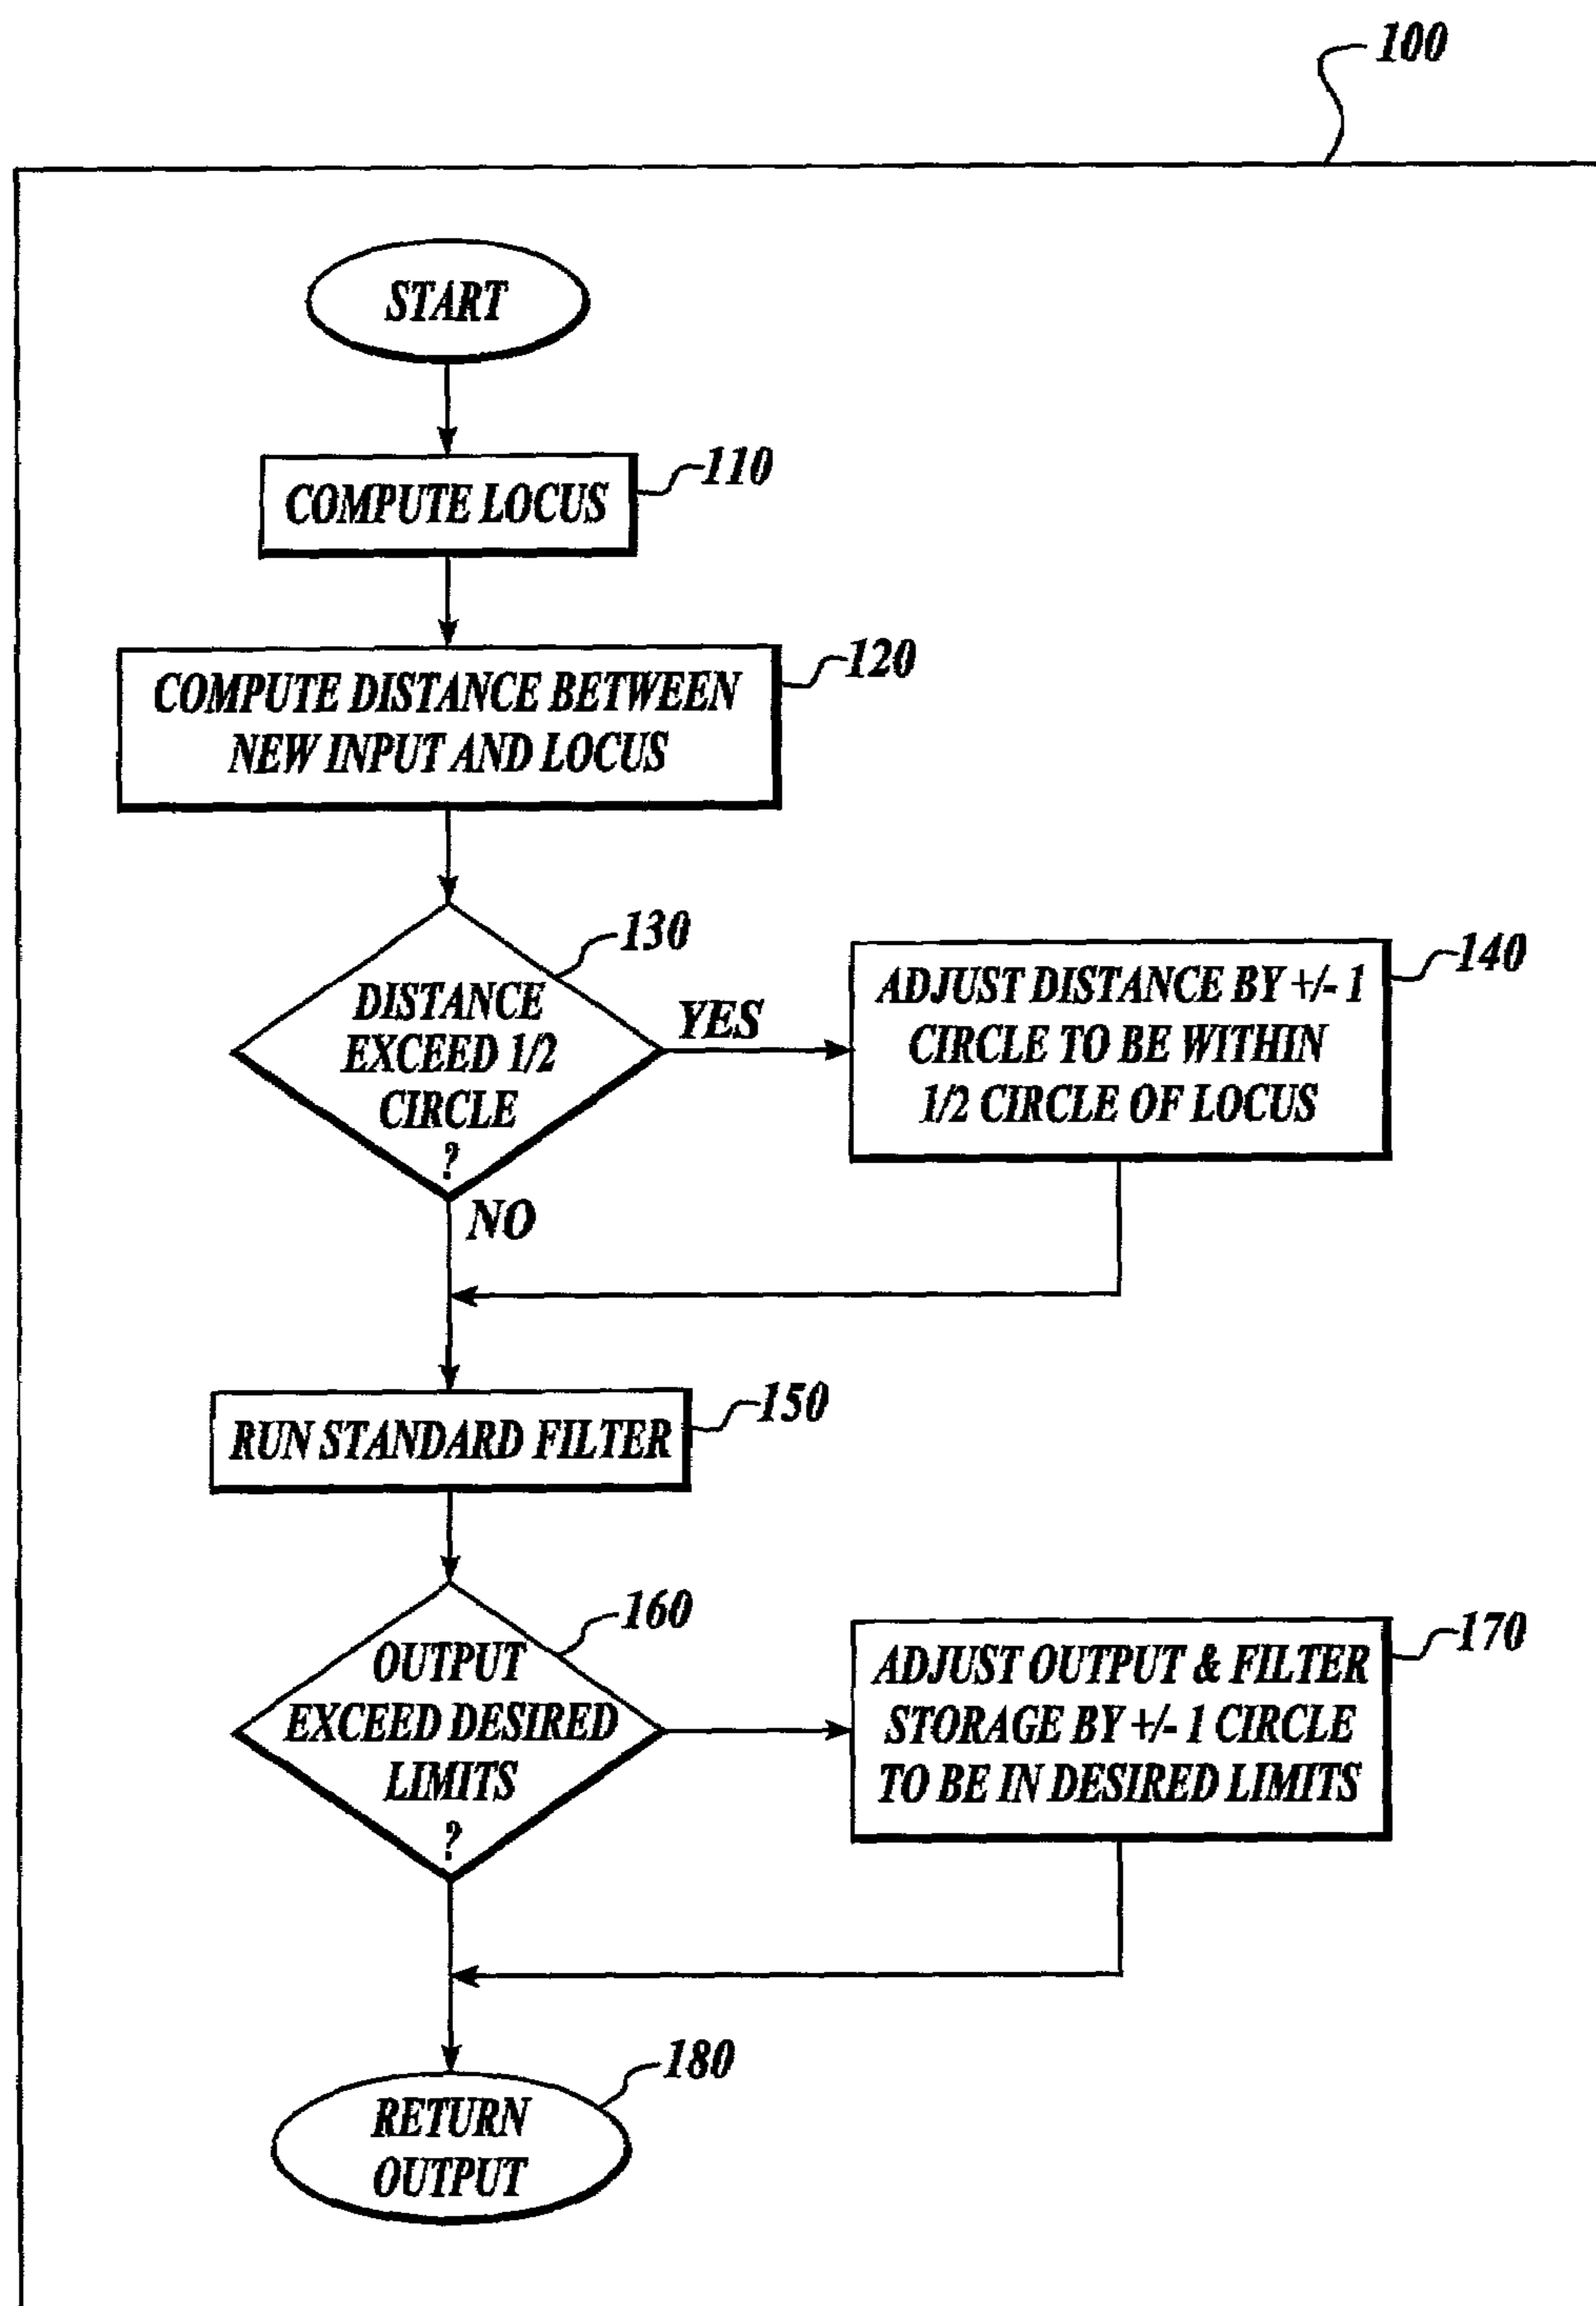 100
START
COMPUTE LOCUS
110
COMPUTE DISTANCE BETWEEN
NEW INPUT AND LOCUS
120
DISTANCE
EXCEED 1/2
CIRCLE
?
130
YES
NO
ADJUST DISTANCE BY +/- 1
CIRCLE TO BE WITHIN
1/2 CIRCLE OF LOCUS
140
RUN STANDARD FILTER
150
OUTPUT
EXCEED DESIRED
LIMITS
?
160
ADJUST OUTPUT & FILTER
STORAGE BY +/- 1 CIRCLE
TO BE IN DESIRED LIMITS
170
RETURN
OUTPUT
180